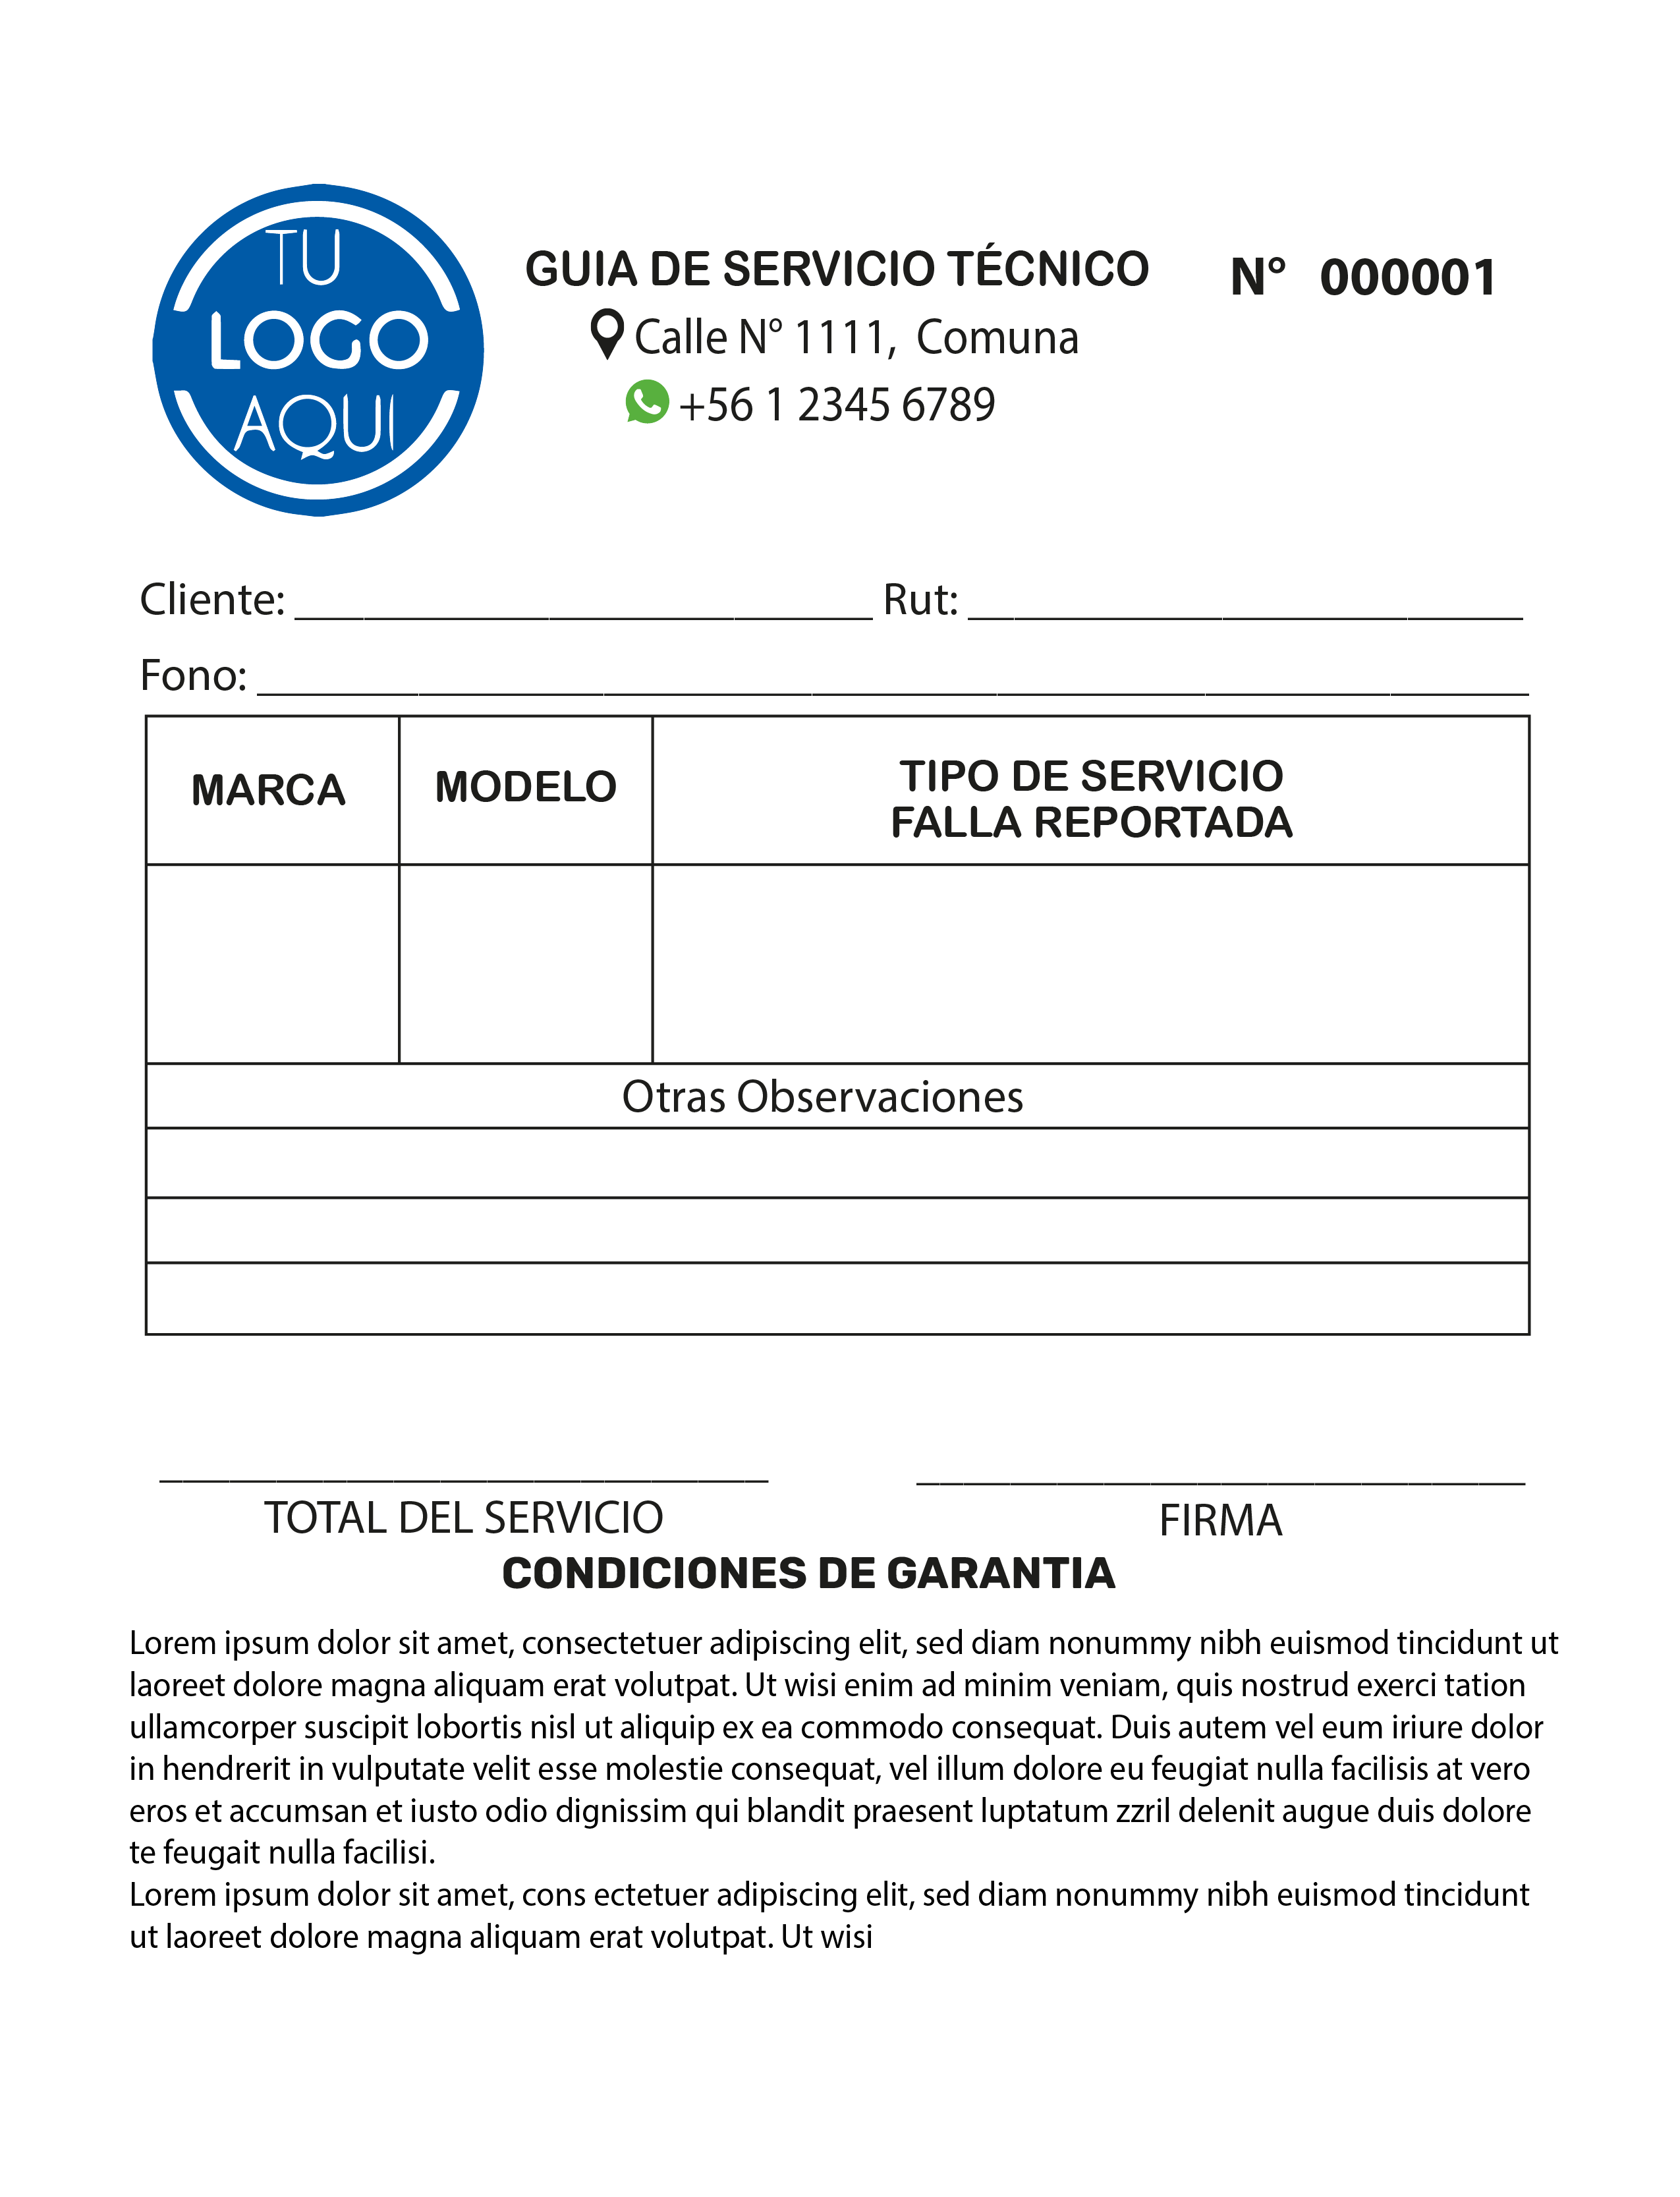 TU
LOGO
AQUI
GUIA DE SERVICIO TÉCNICO
N° 000001
Calle N° 1111, Comuna
+56 1 2345 6789
Cliente: _________________________ Rut: ________________________
Fono: _______________________________________________________
MARCA
MODELO
TIPO DE SERVICIO
FALLA REPORTADA
Otras Observaciones
__________________________
__________________________
TOTAL DEL SERVICIO
FIRMA
CONDICIONES DE GARANTIA
Lorem ipsum dolor sit amet, consectetuer adipiscing elit, sed diam nonummy nibh euismod tincidunt ut
laoreet dolore magna aliquam erat volutpat. Ut wisi enim ad minim veniam, quis nostrud exerci tation
ullamcorper suscipit lobortis nisl ut aliquip ex ea commodo consequat. Duis autem vel eum iriure dolor
in hendrerit in vulputate velit esse molestie consequat, vel illum dolore eu feugiat nulla facilisis at vero
eros et accumsan et iusto odio dignissim qui blandit praesent luptatum zzril delenit augue duis dolore
te feugait nulla facilisi.
Lorem ipsum dolor sit amet, cons ectetuer adipiscing elit, sed diam nonummy nibh euismod tincidunt
ut laoreet dolore magna aliquam erat volutpat. Ut wisi